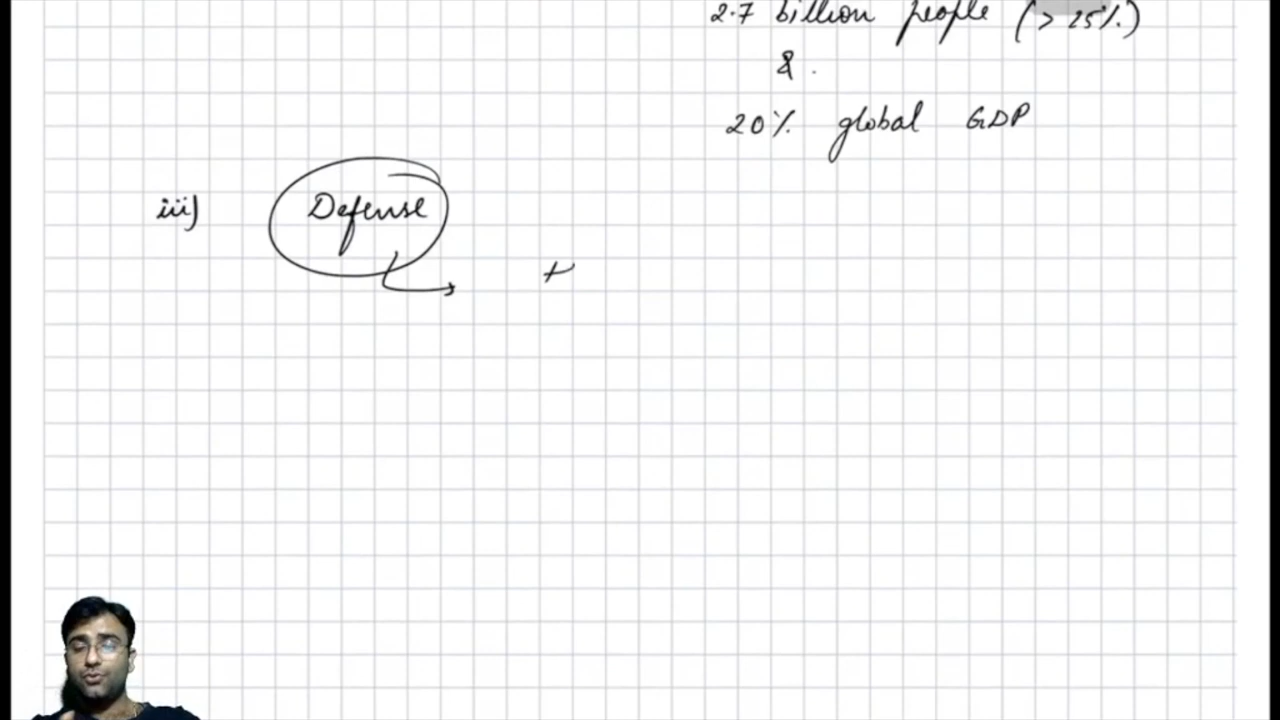 2.7 billion people (> 25%)
&
20% global GDP
iii) Defense
+